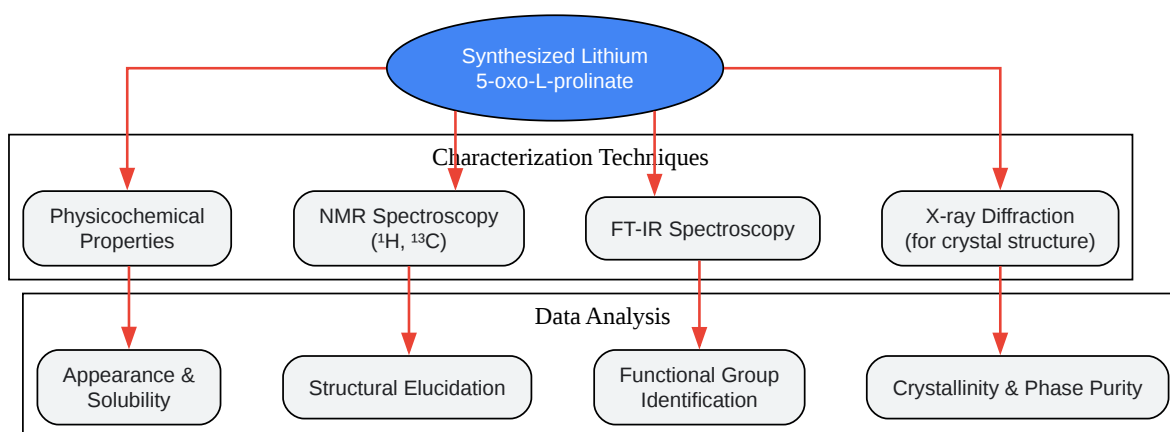 Synthesized Lithium
5-oxo-L-prolinate
Characterization Techniques
Physicochemical
Properties
NMR Spectroscopy
(¹H, ¹³C)
FT-IR Spectroscopy
X-ray Diffraction
(for crystal structure)
Data Analysis
Appearance &
Solubility
Structural Elucidation
Functional Group
Identification
Crystallinity & Phase Purity